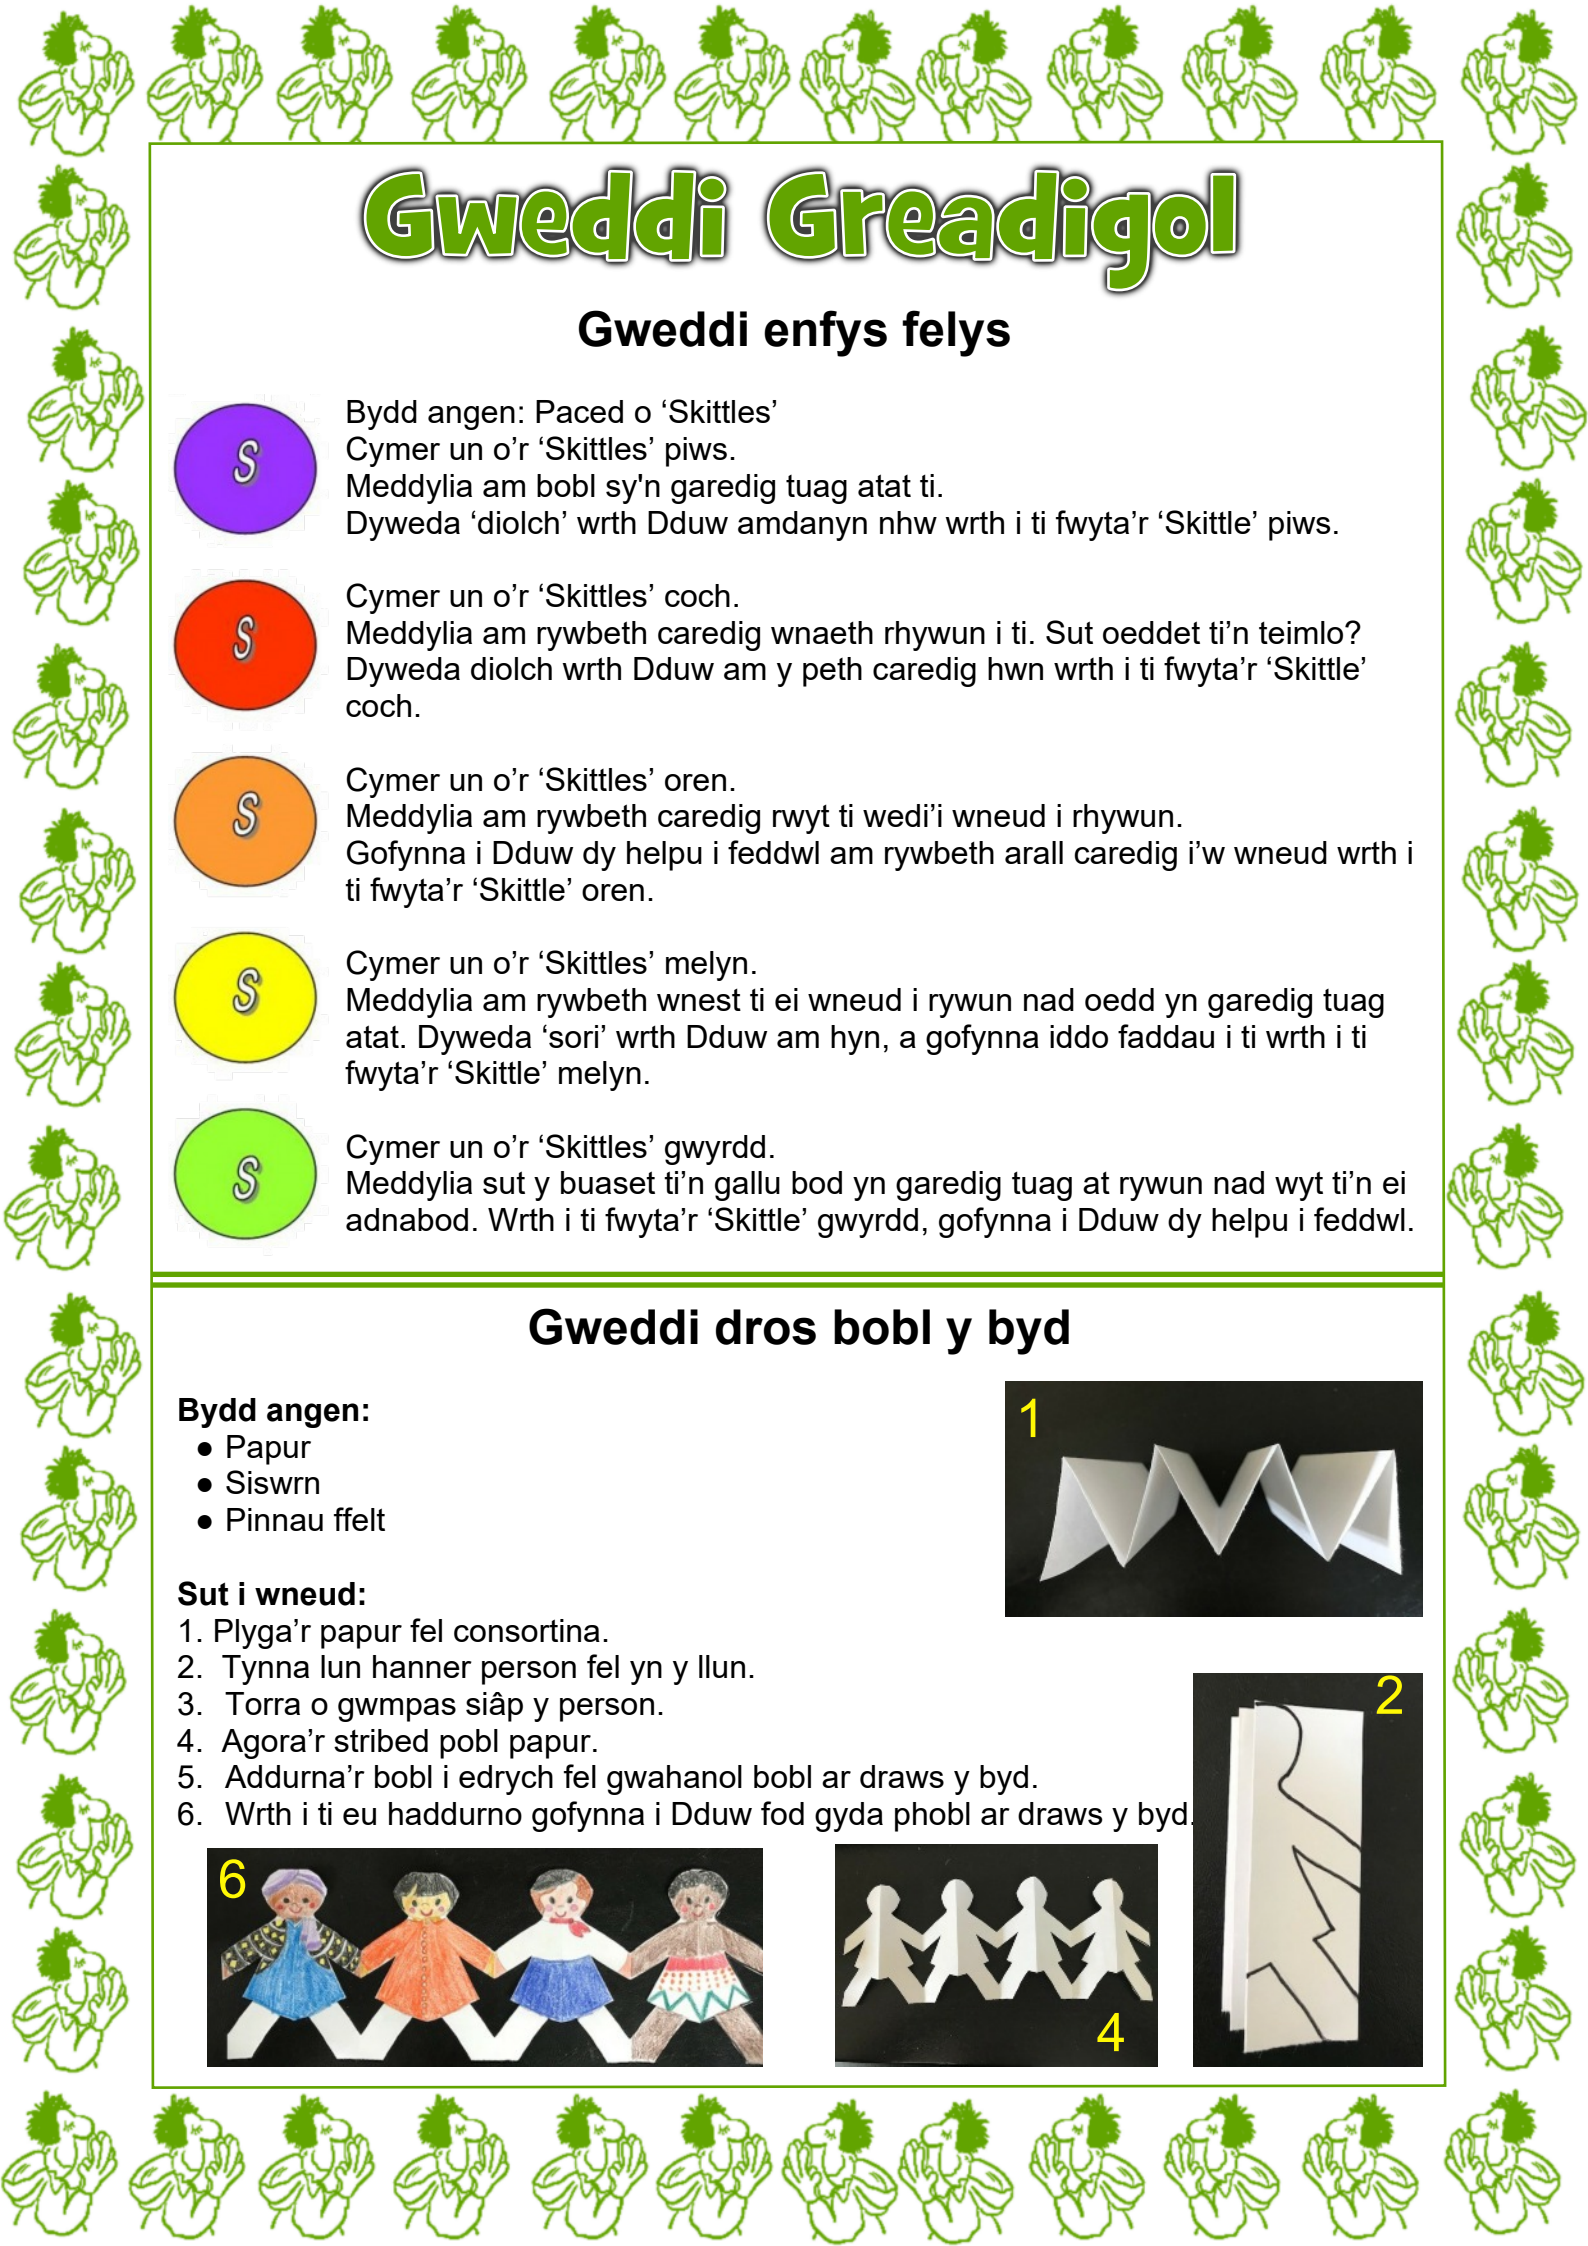 Gweddi Greadigol
Gweddi enfys felys
S
Bydd angen: Paced o ‘Skittles’
Cymer un o’r ‘Skittles’ piws.
Meddylia am bobl sy'n garedig tuag atat ti.
Dyweda ‘diolch’ wrth Dduw amdanyn nhw wrth i ti fwyta’r ‘Skittle’ piws.
S
Cymer un o’r ‘Skittles’ coch.
Meddylia am rywbeth caredig wnaeth rhywun i ti. Sut oeddet ti’n teimlo?
Dyweda diolch wrth Dduw am y peth caredig hwn wrth i ti fwyta’r ‘Skittle’
coch.
S
Cymer un o’r ‘Skittles’ oren.
Meddylia am rywbeth caredig rwyt ti wedi’i wneud i rhywun.
Gofynna i Dduw dy helpu i feddwl am rywbeth arall caredig i’w wneud wrth i
ti fwyta’r ‘Skittle’ oren.
S
Cymer un o’r ‘Skittles’ melyn.
Meddylia am rywbeth wnest ti ei wneud i rywun nad oedd yn garedig tuag
atat. Dyweda ‘sori’ wrth Dduw am hyn, a gofynna iddo faddau i ti wrth i ti
fwyta’r ‘Skittle’ melyn.
S
Cymer un o’r ‘Skittles’ gwyrdd.
Meddylia sut y buaset ti’n gallu bod yn garedig tuag at rywun nad wyt ti’n ei
adnabod. Wrth i ti fwyta’r ‘Skittle’ gwyrdd, gofynna i Dduw dy helpu i feddwl.
Gweddi dros bobl y byd
Bydd angen:
● Papur
● Siswrn
● Pinnau ffelt
1
Sut i wneud:
1. Plyga’r papur fel consortina.
2. Tynna lun hanner person fel yn y llun.
3. Torra o gwmpas siâp y person.
4. Agora’r stribed pobl papur.
5. Addurna’r bobl i edrych fel gwahanol bobl ar draws y byd.
6. Wrth i ti eu haddurno gofynna i Dduw fod gyda phobl ar draws y byd.
2
6
4